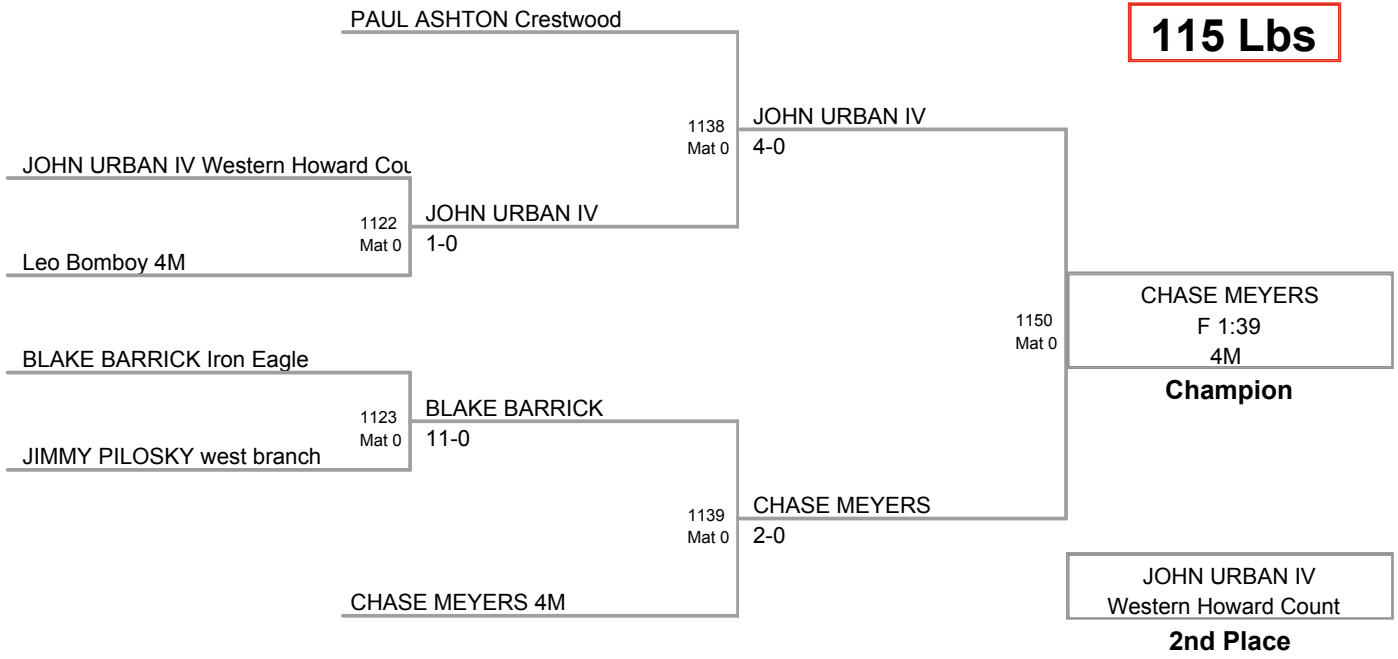 PAUL ASHTON Crestwood
115 Lbs
1138
Mat 0
JOHN URBAN IV
4-0
JOHN URBAN IV Western Howard Cou
1122
Mat 0
JOHN URBAN IV
1-0
Leo Bomboy 4M
1150
Mat 0
CHASE MEYERS
F 1:39
4M
Champion
BLAKE BARRICK Iron Eagle
1123
Mat 0
BLAKE BARRICK
11-0
JIMMY PILOSKY west branch
1139
Mat 0
CHASE MEYERS
2-0
CHASE MEYERS 4M
JOHN URBAN IV
Western Howard Count
2nd Place